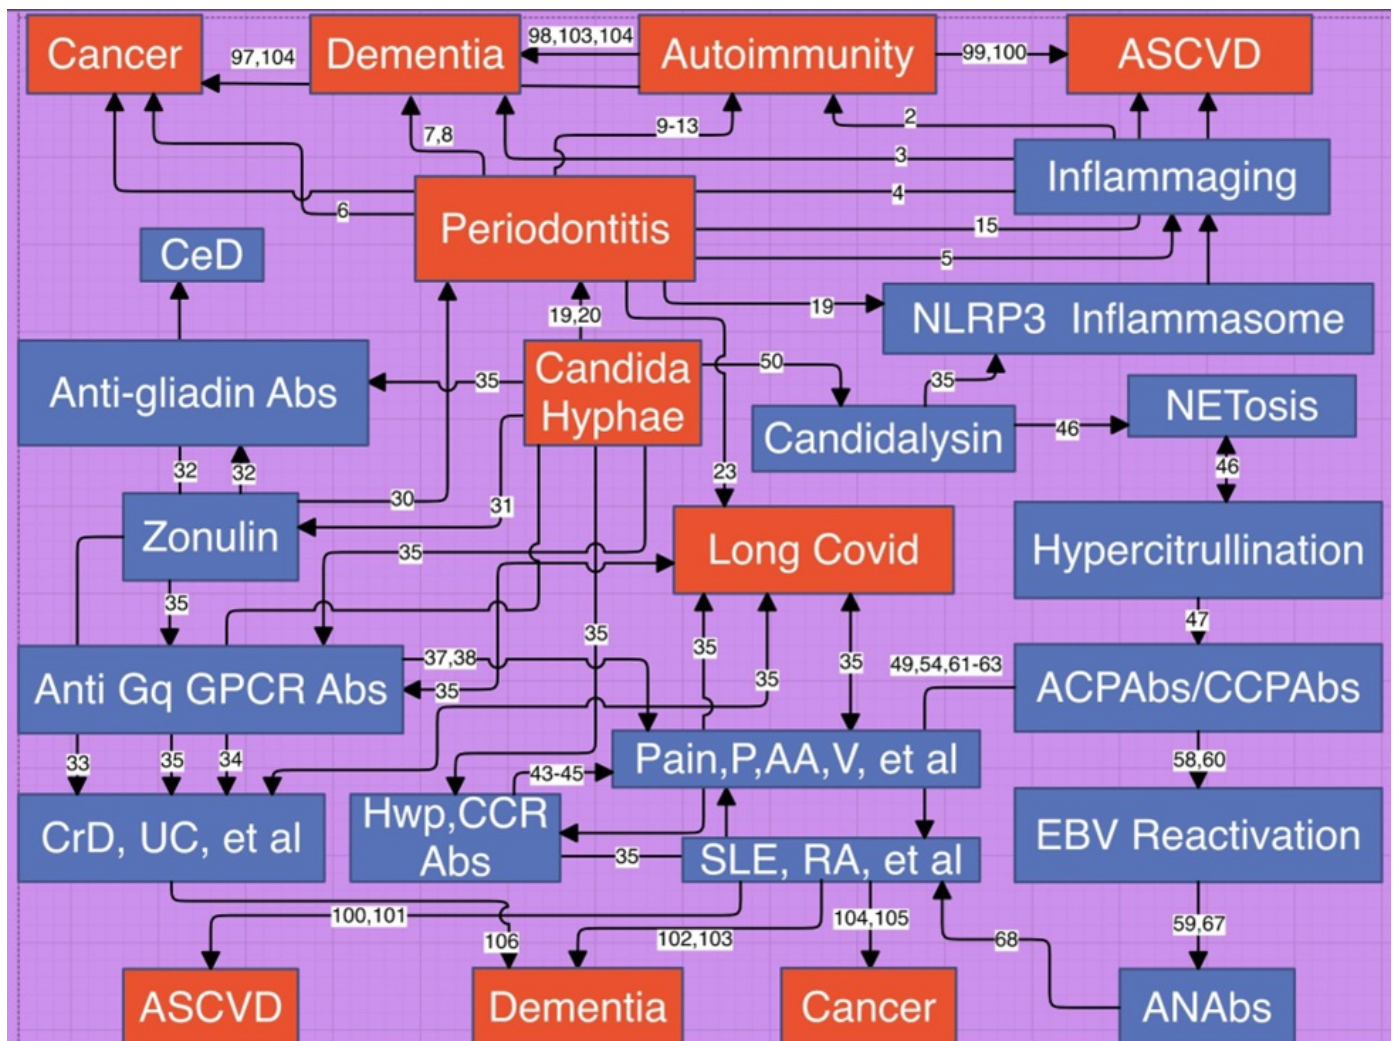 Cancer
97,104
Dementia
98,103,104
Autoimmunity
99,100
ASCVD
7,8
9-13
2
3
Inflammaging
4
6
Periodontitis
15
5
CeD
19,20
19
NLRP3 Inflammasome
Anti-gliadin Abs
35
Candida
Hyphae
50
35
NETosis
Candidalysin
46
46
32
32
30
31
23
Zonulin
35
Long Covid
Hypercitrullination
35
35
47
Anti Gq GPCR Abs
37,38
35
35
35
35
49,54,61-63
ACPAbs/CCPAbs
33
35
34
43-45
Pain,P,AA,V, et al
58,60
CrD, UC, et al
Hwp,CCR
Abs
35
SLE, RA, et al
EBV Reactivation
100,101
106
102,103
104,105
68
59,67
ASCVD
Dementia
Cancer
ANAbs